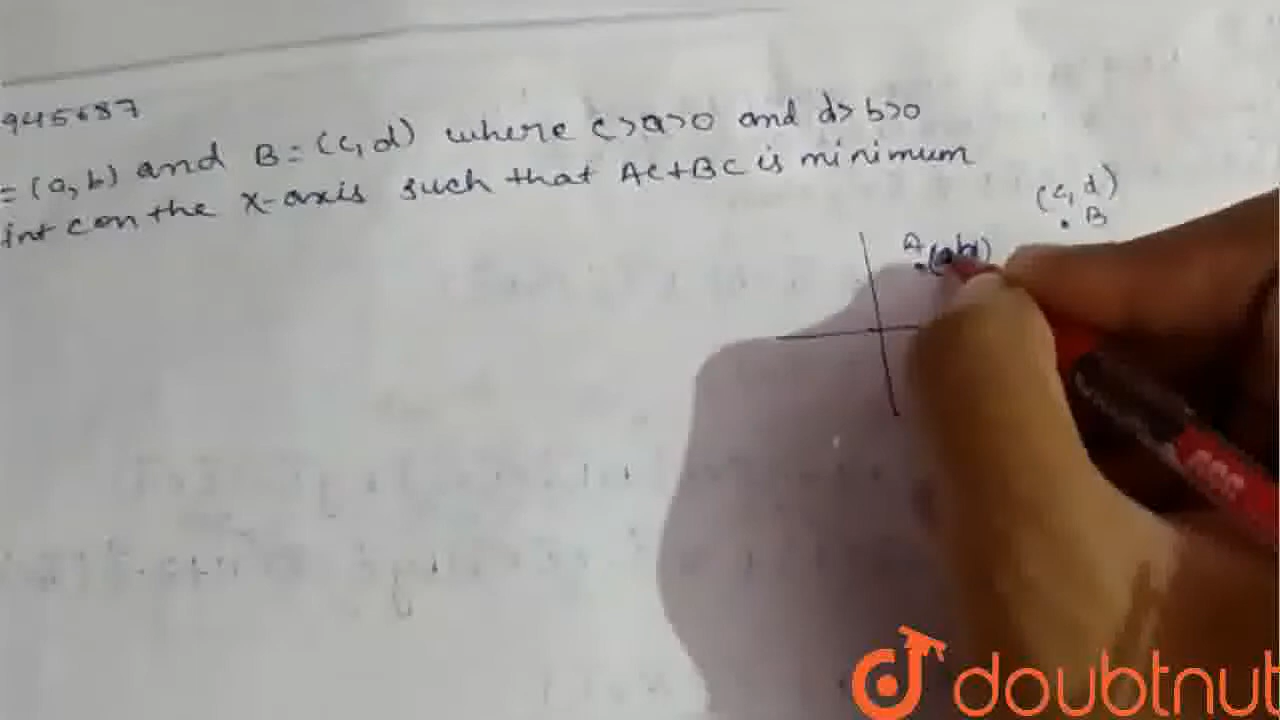 945687
= (a, b) and B = (c, d) where c > a > 0 and d > b > 0
int c on the x-axis such that AC + BC is minimum
(c, d)
B
A
doubtnut